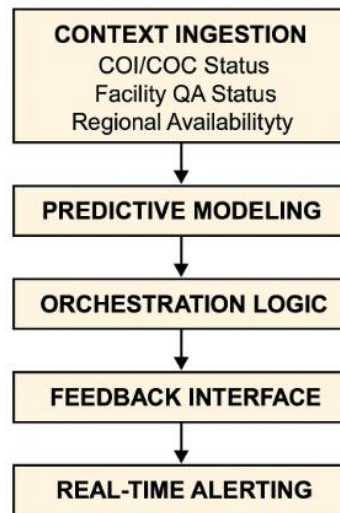 CONTEXT INGESTION
COI/COC Status
Facility QA Status
Regional Availabilityty
PREDICTIVE MODELING
ORCHESTRATION LOGIC
FEEDBACK INTERFACE
REAL-TIME ALERTING